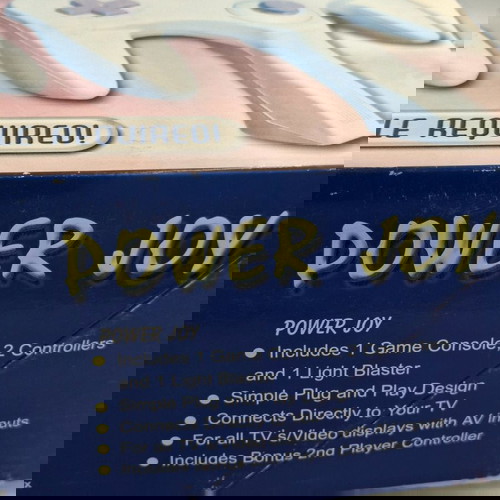 LE REQUIRED!
POWER JOY
POWER JOY
Includes 1 Game Console, 2 Controllers
and 1 Light Blaster
Simple Plug and Play Design
Connects Directly to Your TV
For all TV's/Video displays with AV Inputs
Includes Bonus 2nd Player Controller